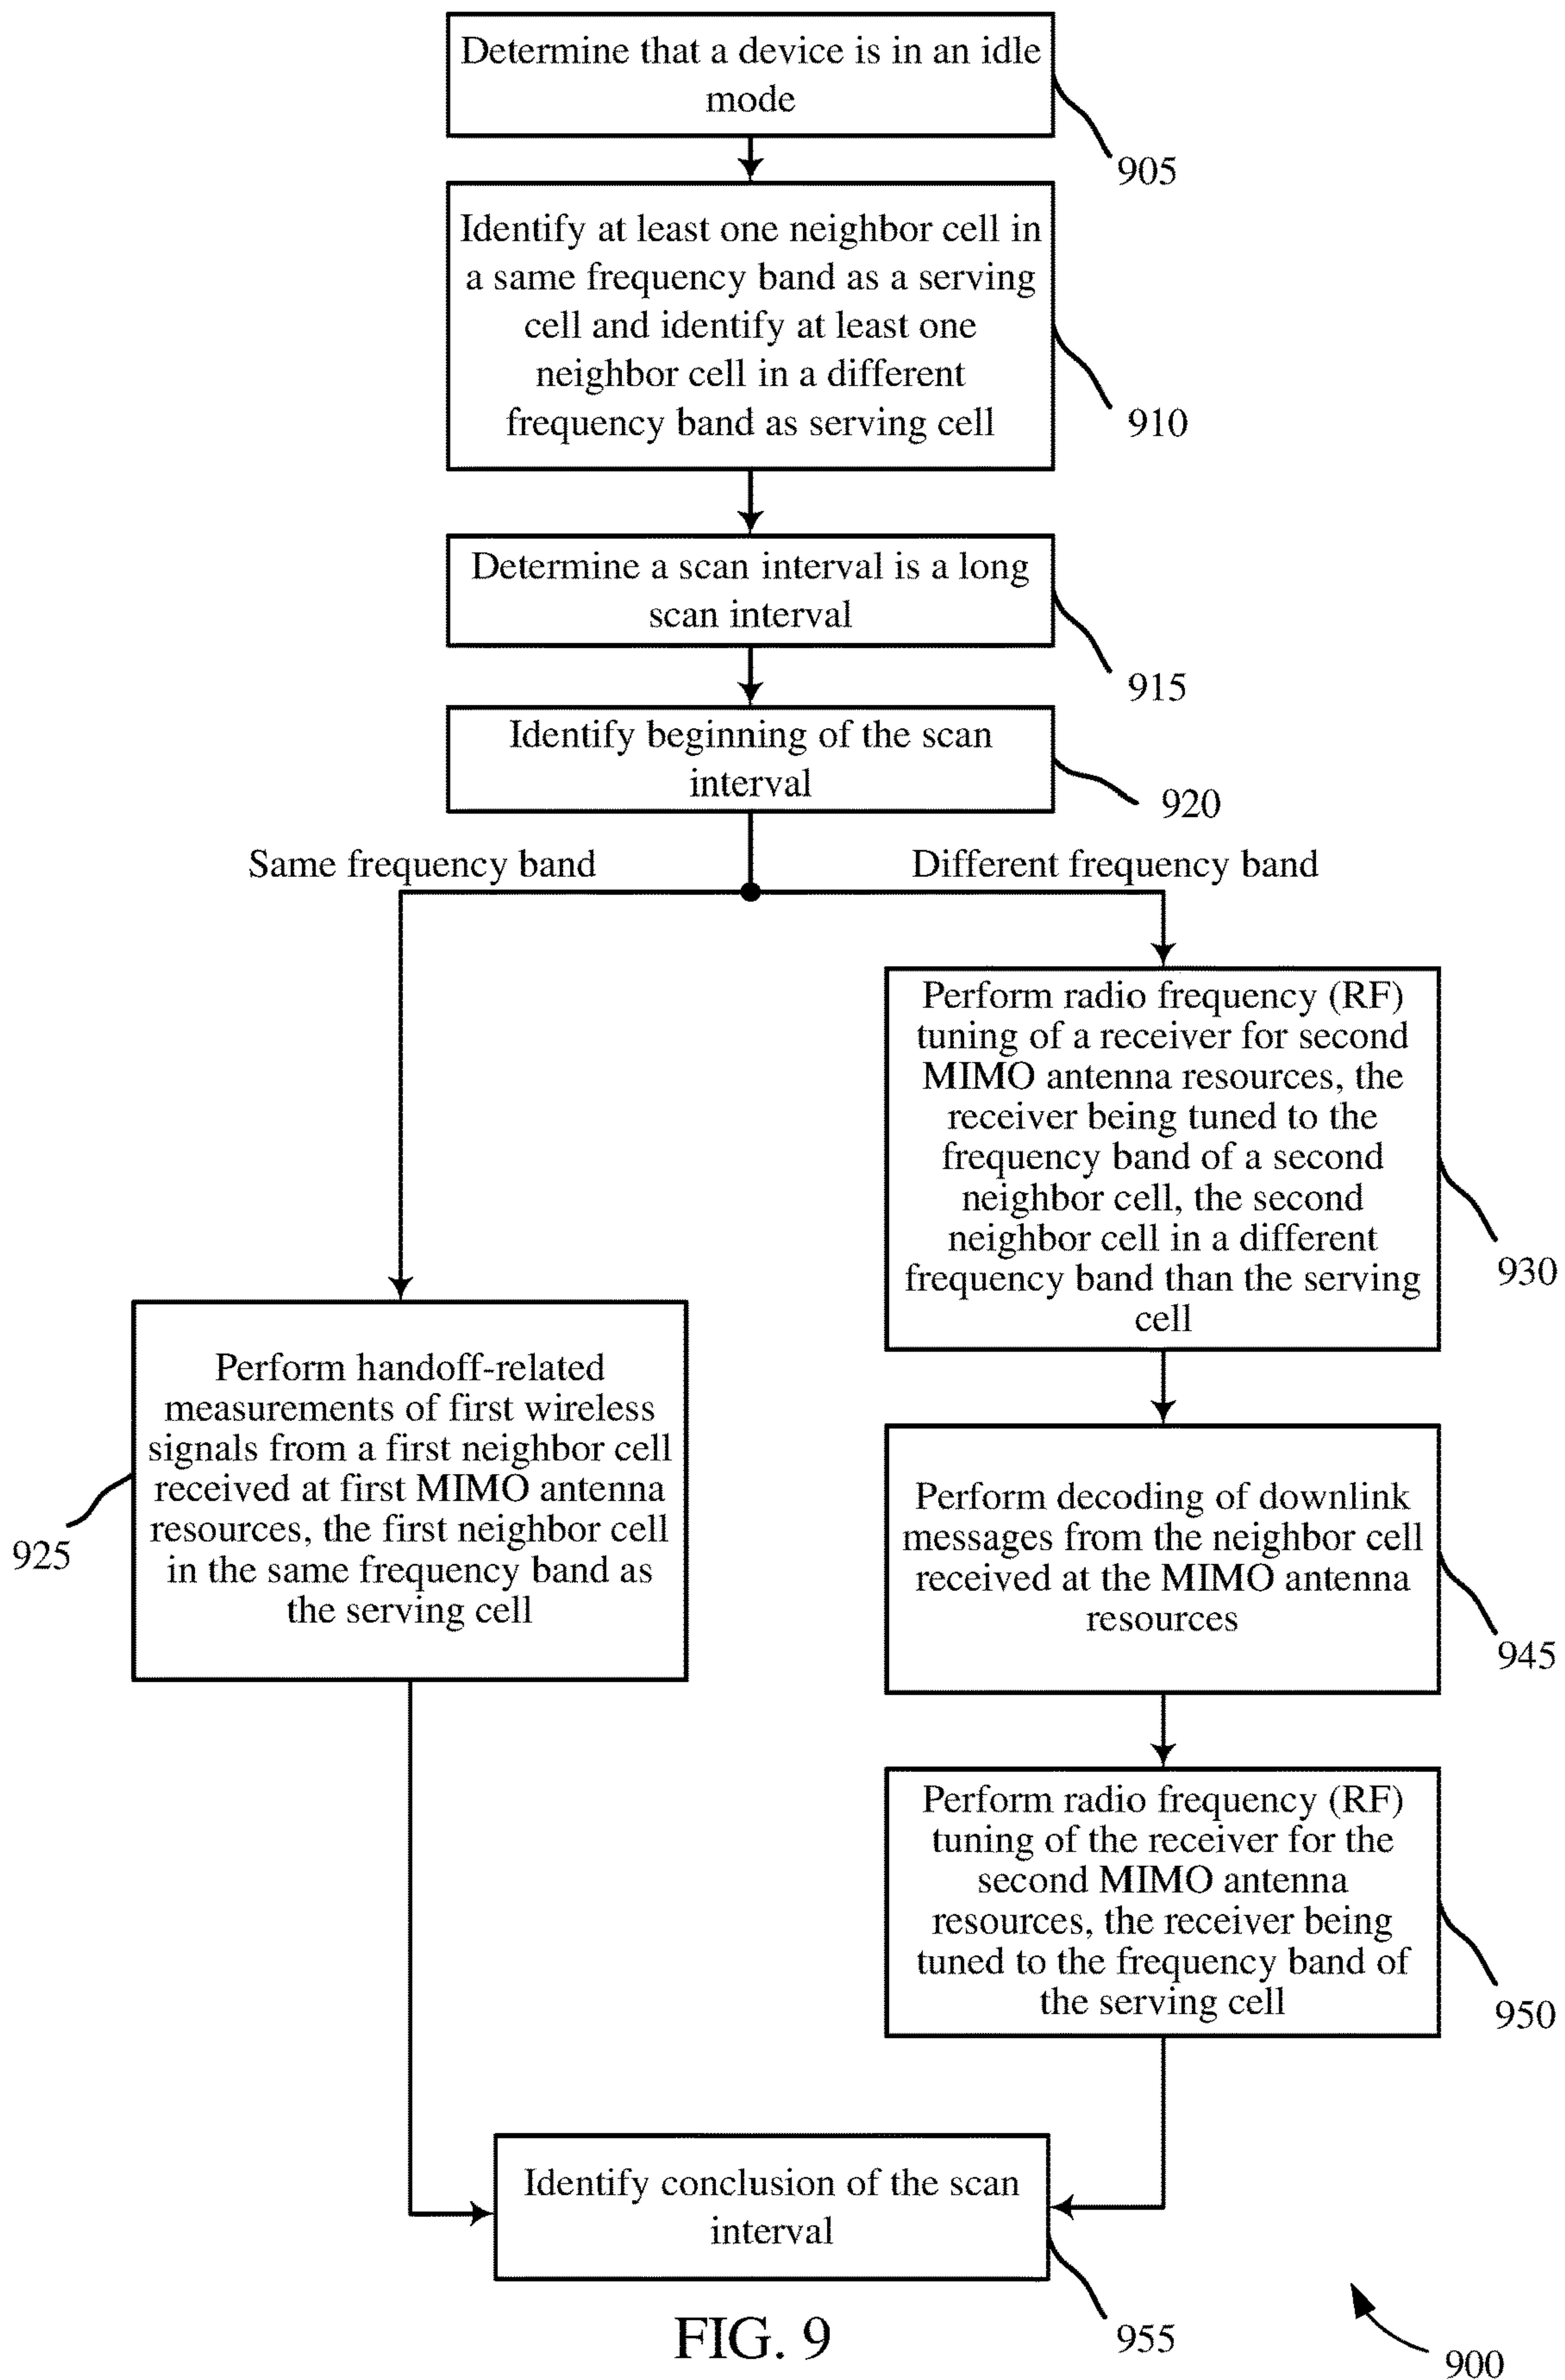 Determine that a device is in an idle
mode
905
Identify at least one neighbor cell in
a same frequency band as a serving
cell and identify at least one
neighbor cell in a different
frequency band as serving cell
910
Determine a scan interval is a long
scan interval
915
Identify beginning of the scan
interval
920
Same frequency band
Different frequency band
Perform radio frequency (RF)
tuning of a receiver for second
MIMO antenna resources, the
receiver being tuned to the
frequency band of a second
neighbor cell, the second
neighbor cell in a different
frequency band than the serving
cell
930
Perform handoff-related
measurements of first wireless
signals from a first neighbor cell
received at first MIMO antenna
resources, the first neighbor cell
in the same frequency band as
the serving cell
925
Perform decoding of downlink
messages from the neighbor cell
received at the MIMO antenna
resources
945
Perform radio frequency (RF)
tuning of the receiver for the
second MIMO antenna
resources, the receiver being
tuned to the frequency band of
the serving cell
950
Identify conclusion of the scan
interval
955
FIG. 9
900